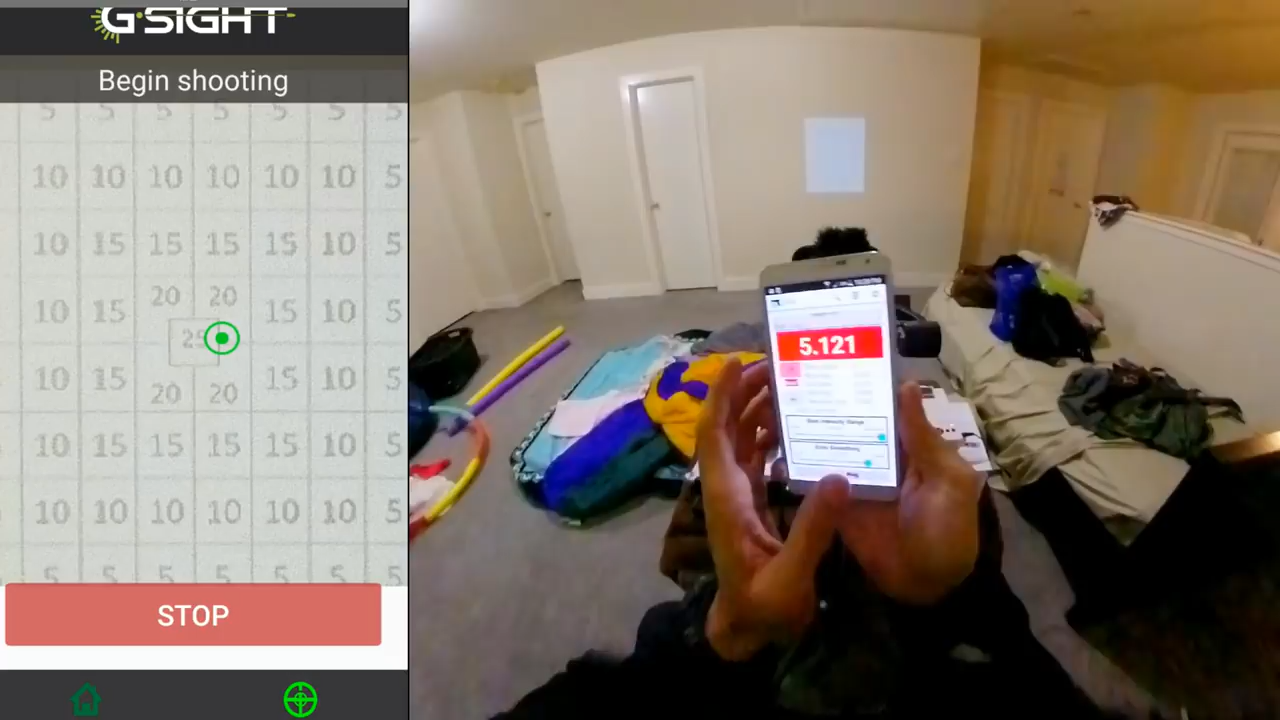 G·SIGHT
Begin shooting
5 5 5 5 5 5 5
10 10 10 10 10 10 5
10 15 15 15 15 10 5
10 15 20 20 15 10 5
25
10 15 20 20 15 10 5
10 15 15 15 15 10 5
10 10 10 10 10 10 5
5 5 5 5 5 5 5
STOP
5.121